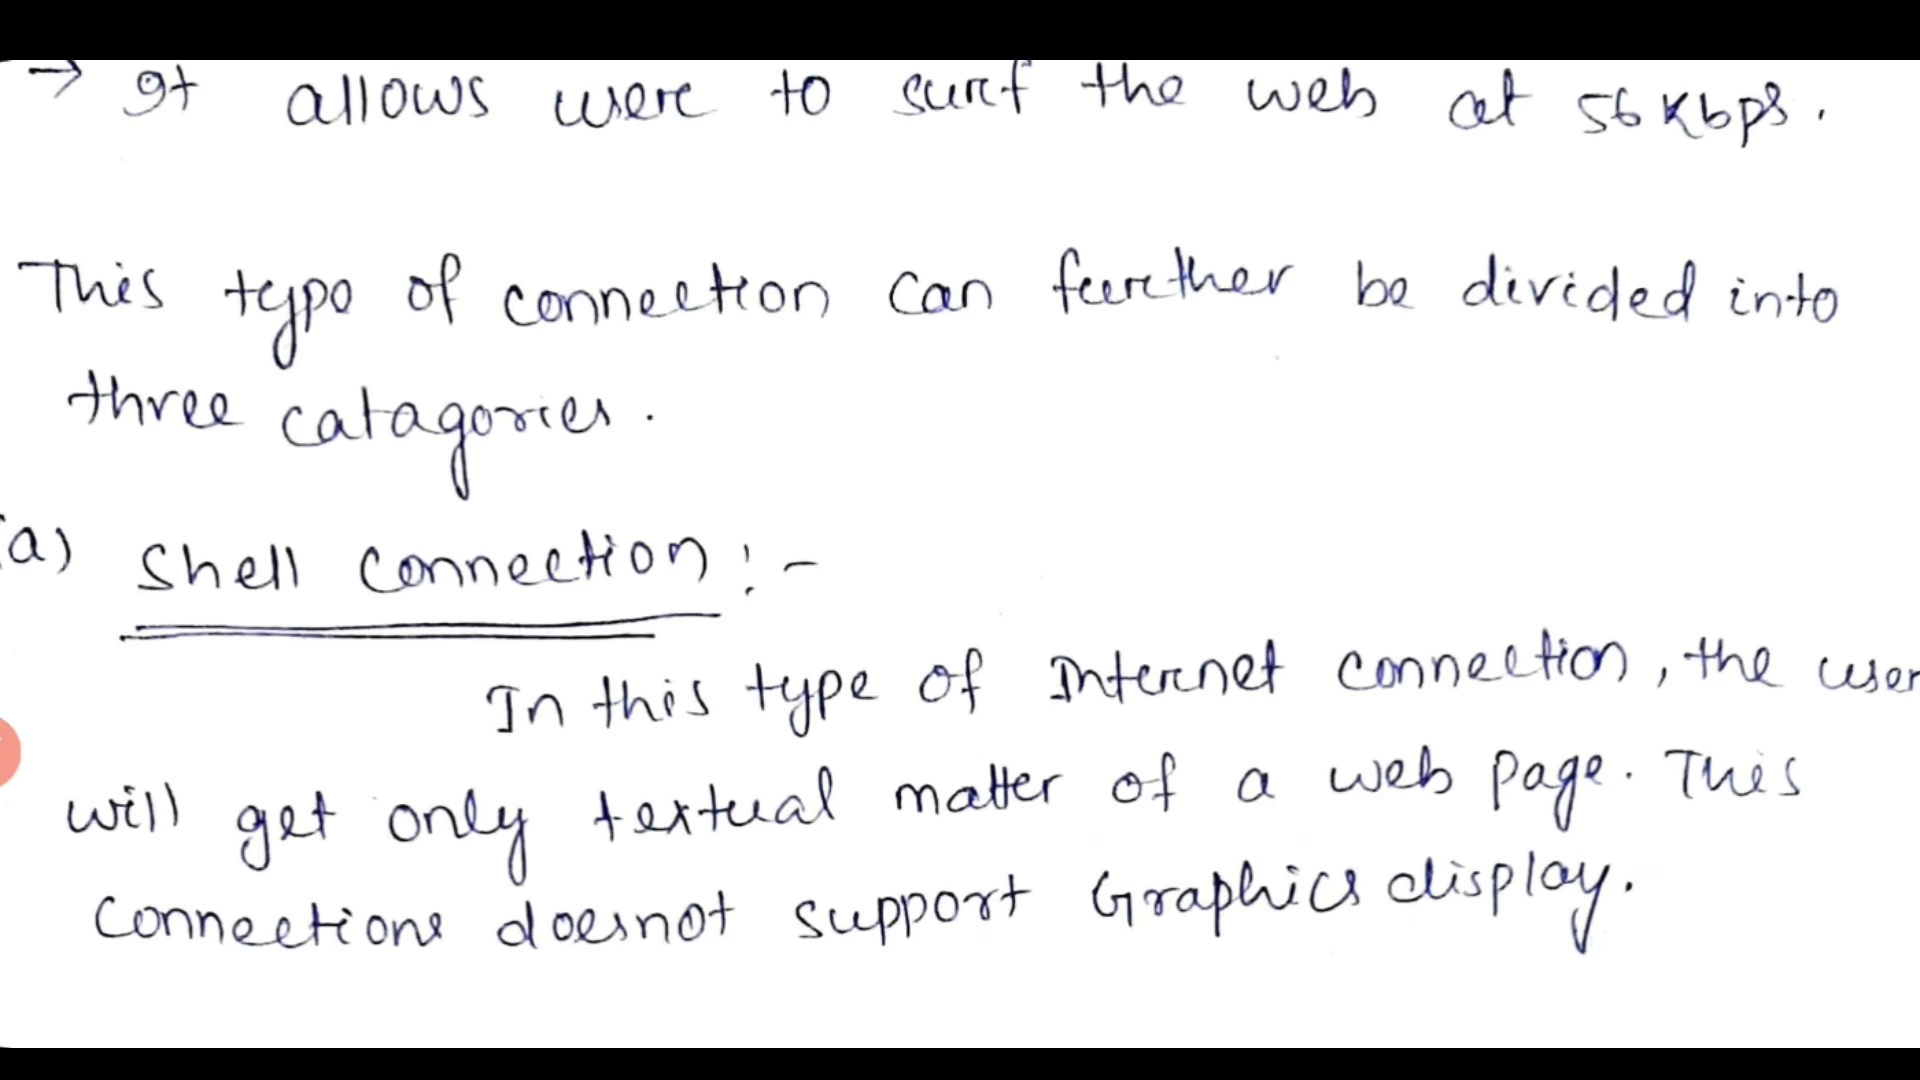 → It allows user to surf the web at 56 Kbps.
This type of connection can further be divided into
three catagories.
(a) Shell Connection :-
In this type of Internet connection, the user
will get only textual matter of a web page. This
connections doesnot support Graphics display.